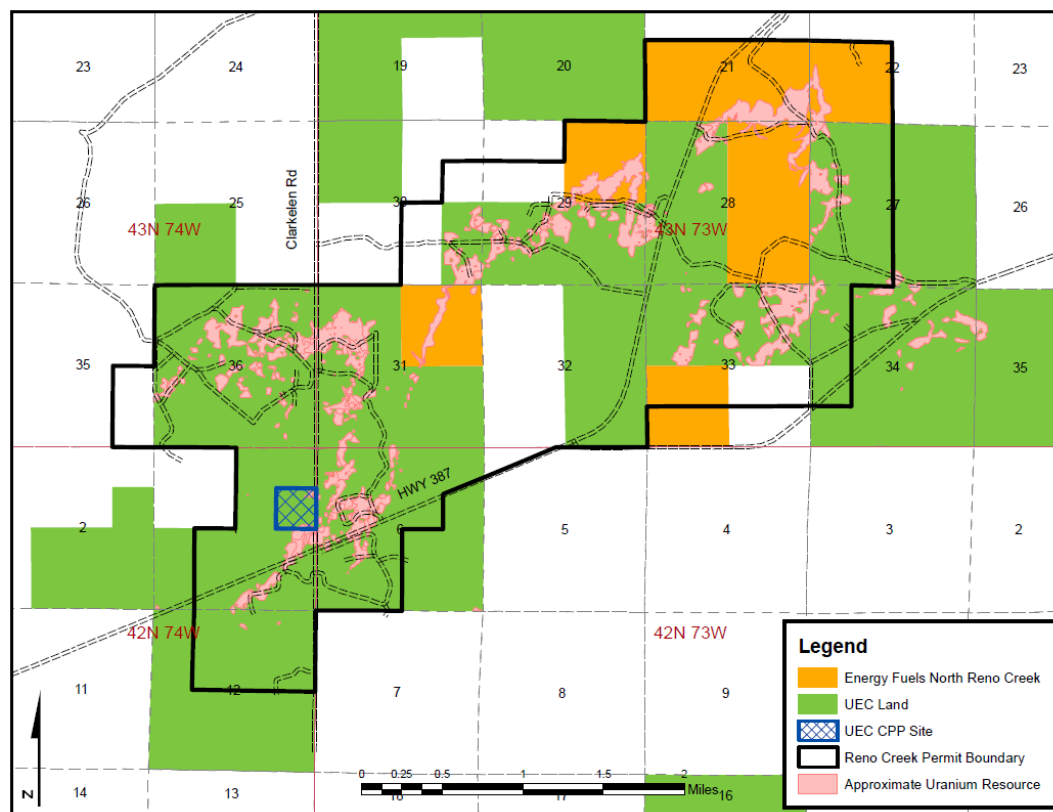 23 24 19 20 21 22 23
Clarkelen Rd
26 25 30 29 28 27 26
43N 74W 43N 73W
35 36 31 32 33 34 35
HWY 387
2 1 6 5 4 3 2
42N 74W 42N 73W
11 12 7 8 9
14 13 18 17 16
N
0 0.25 0.5 1 1.5 2
Miles
Legend
Energy Fuels North Reno Creek
UEC Land
UEC CPP Site
Reno Creek Permit Boundary
Approximate Uranium Resource